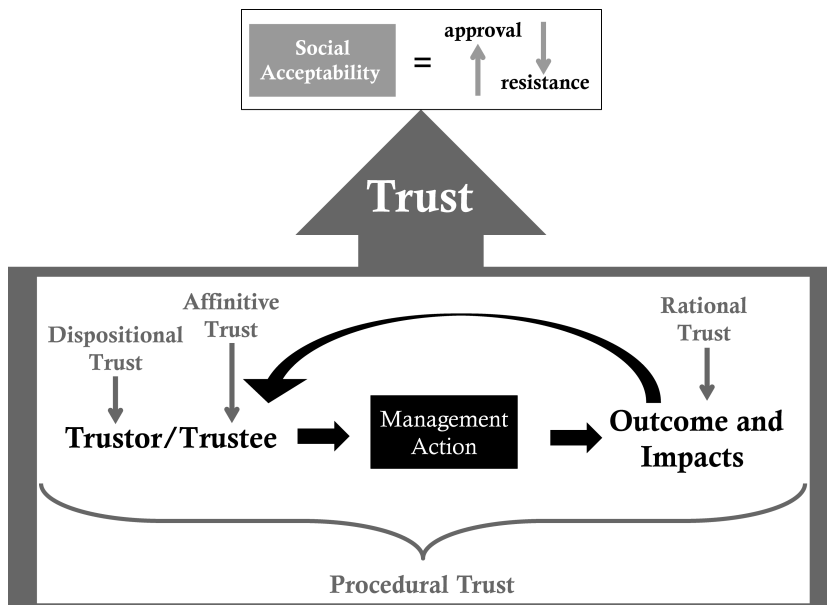 Social
Acceptability
=
approval
resistance
Trust
Affinitive
Trust
Dispositional
Trust
Rational
Trust
Trustor/Trustee
Management
Action
Outcome and
Impacts
Procedural Trust